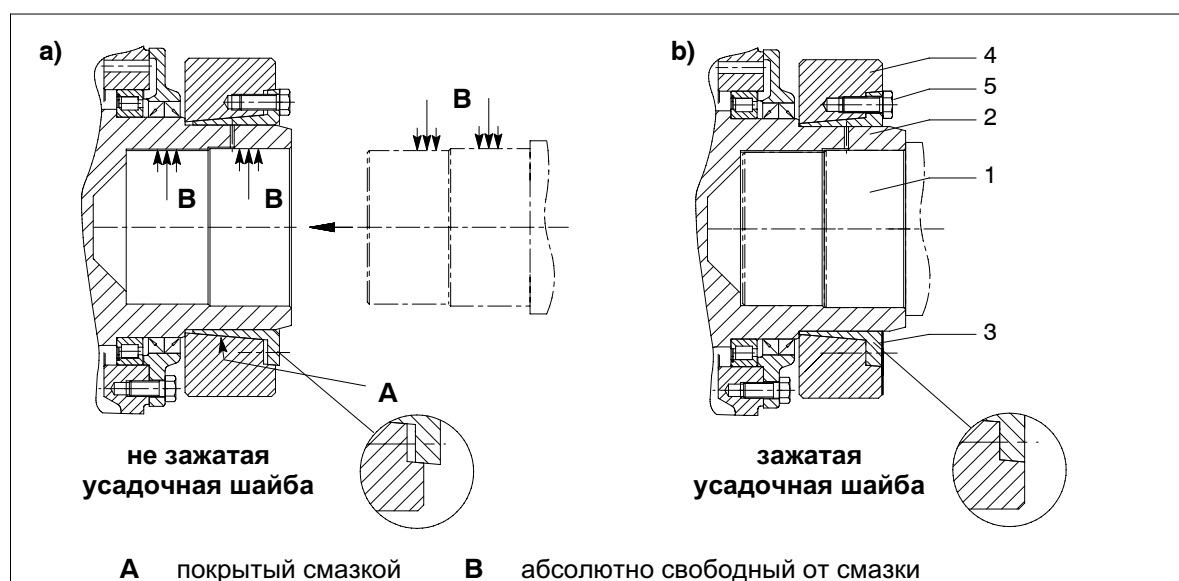 a)
b)
B
B
B
A
4
5
2
1
3
не зажатая
усадочная шайба
зажатая
усадочная шайба
A покрытый смазкой B абсолютно свободный от смазки